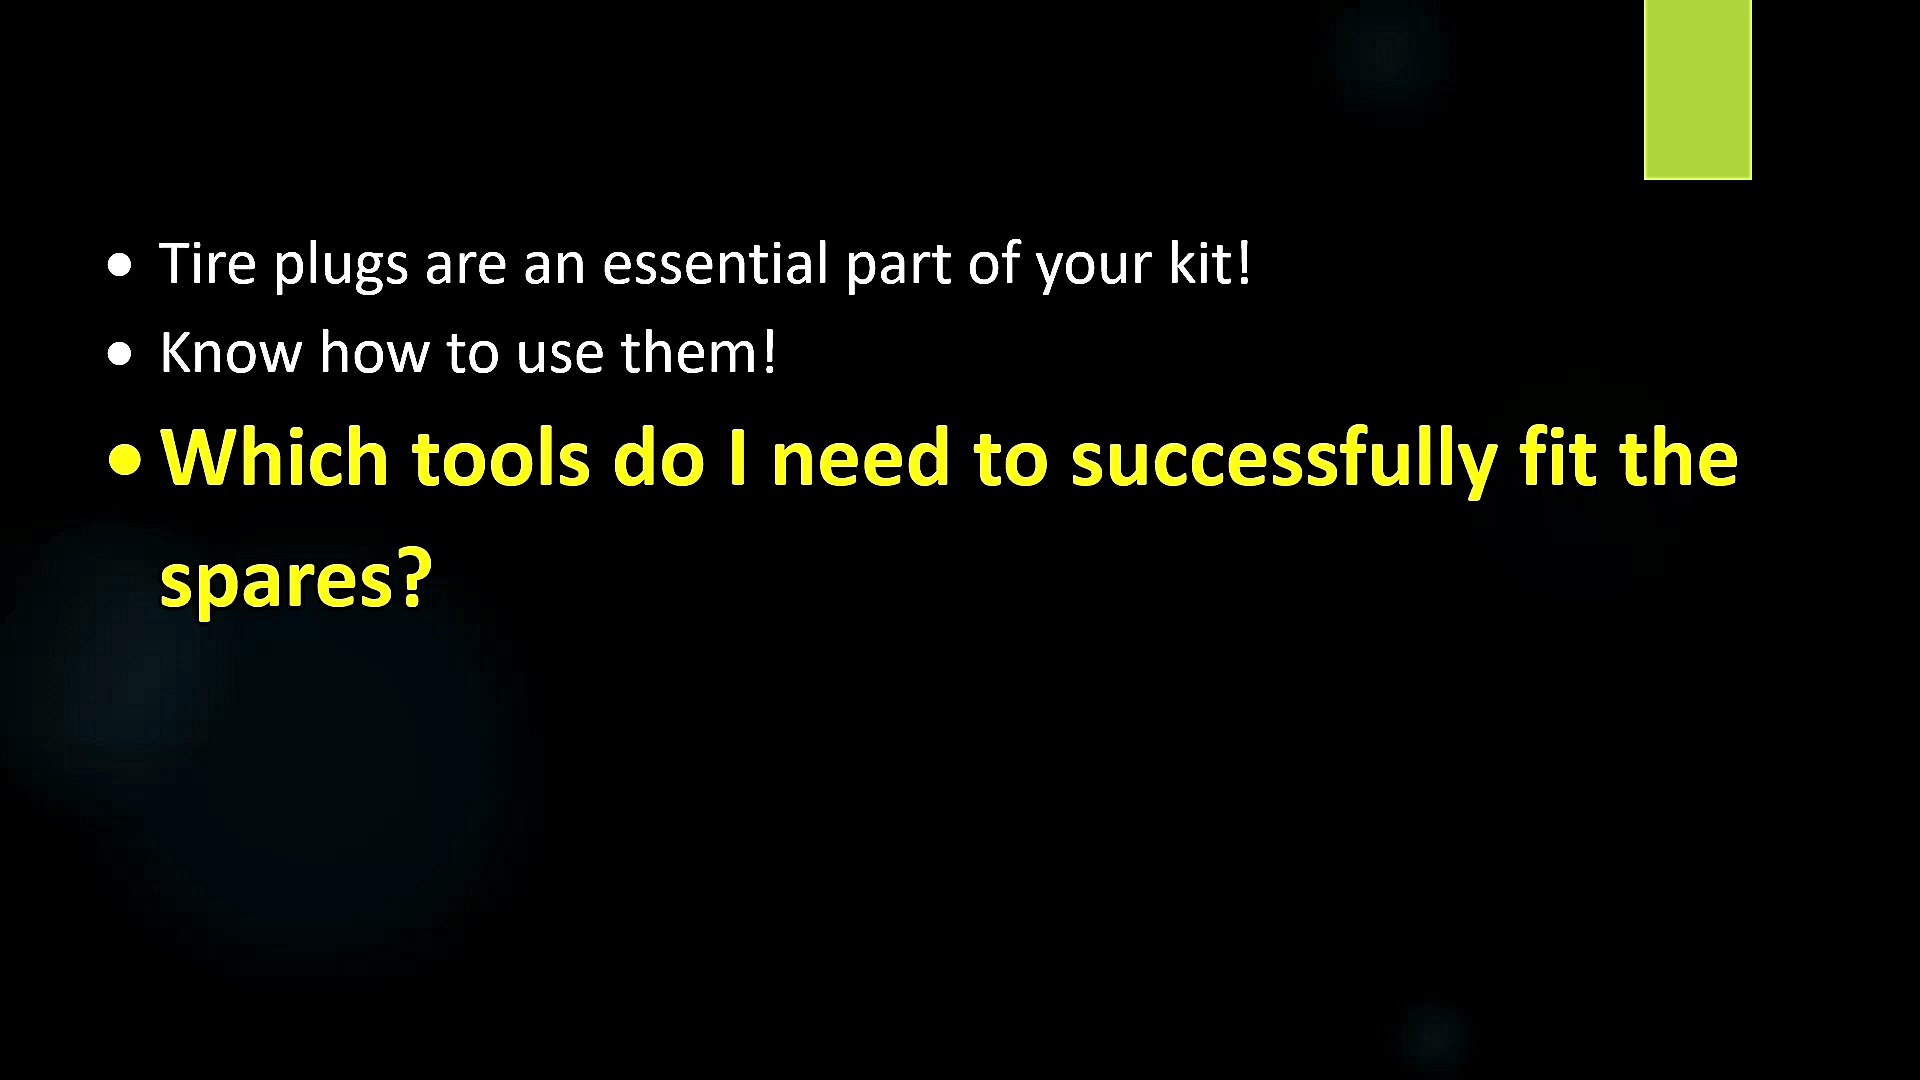 • Tire plugs are an essential part of your kit!
• Know how to use them!
• Which tools do I need to successfully fit the
spares?